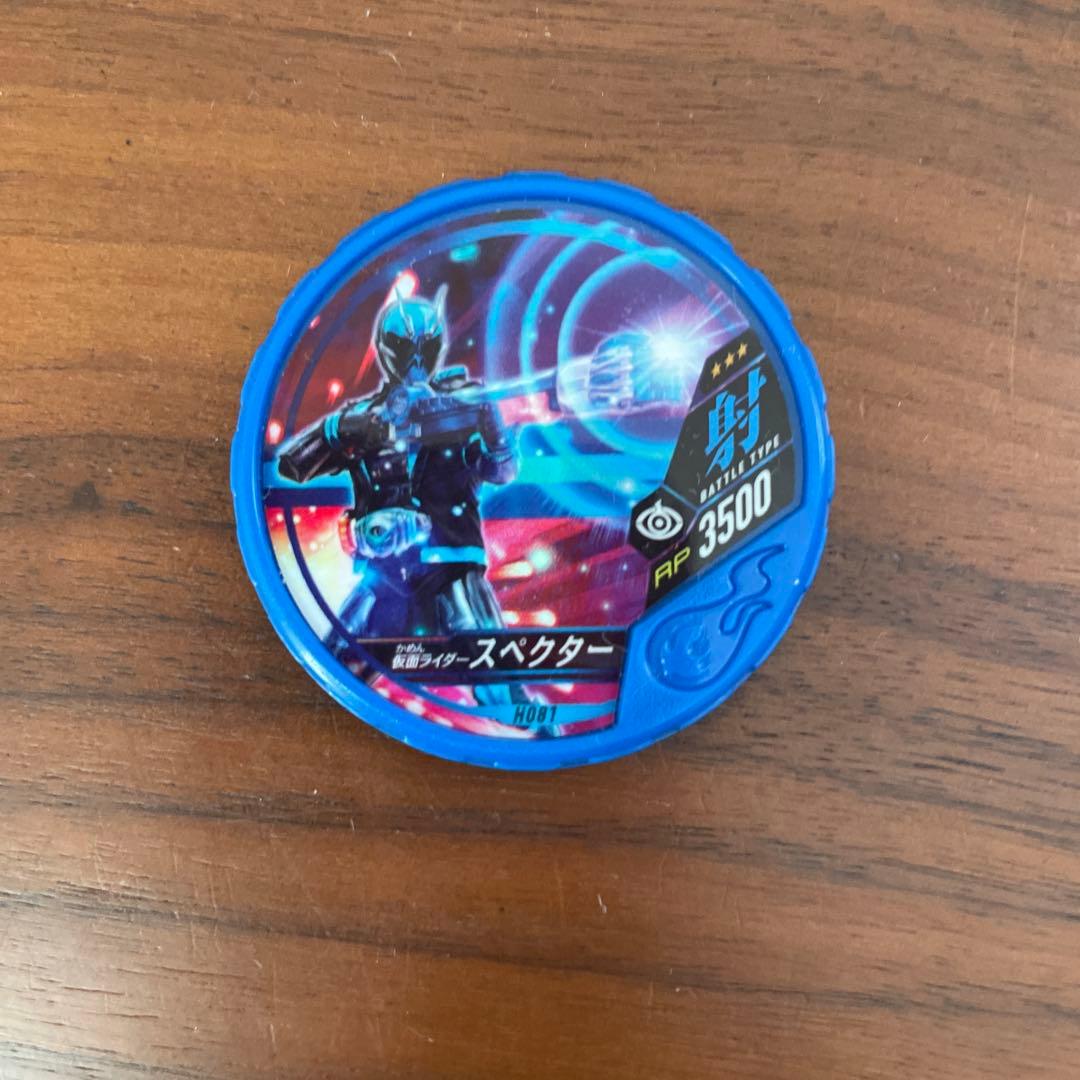 ★★★
射
BATTLE TYPE
RP 3500
かめん
仮面ライダースペクター
H081